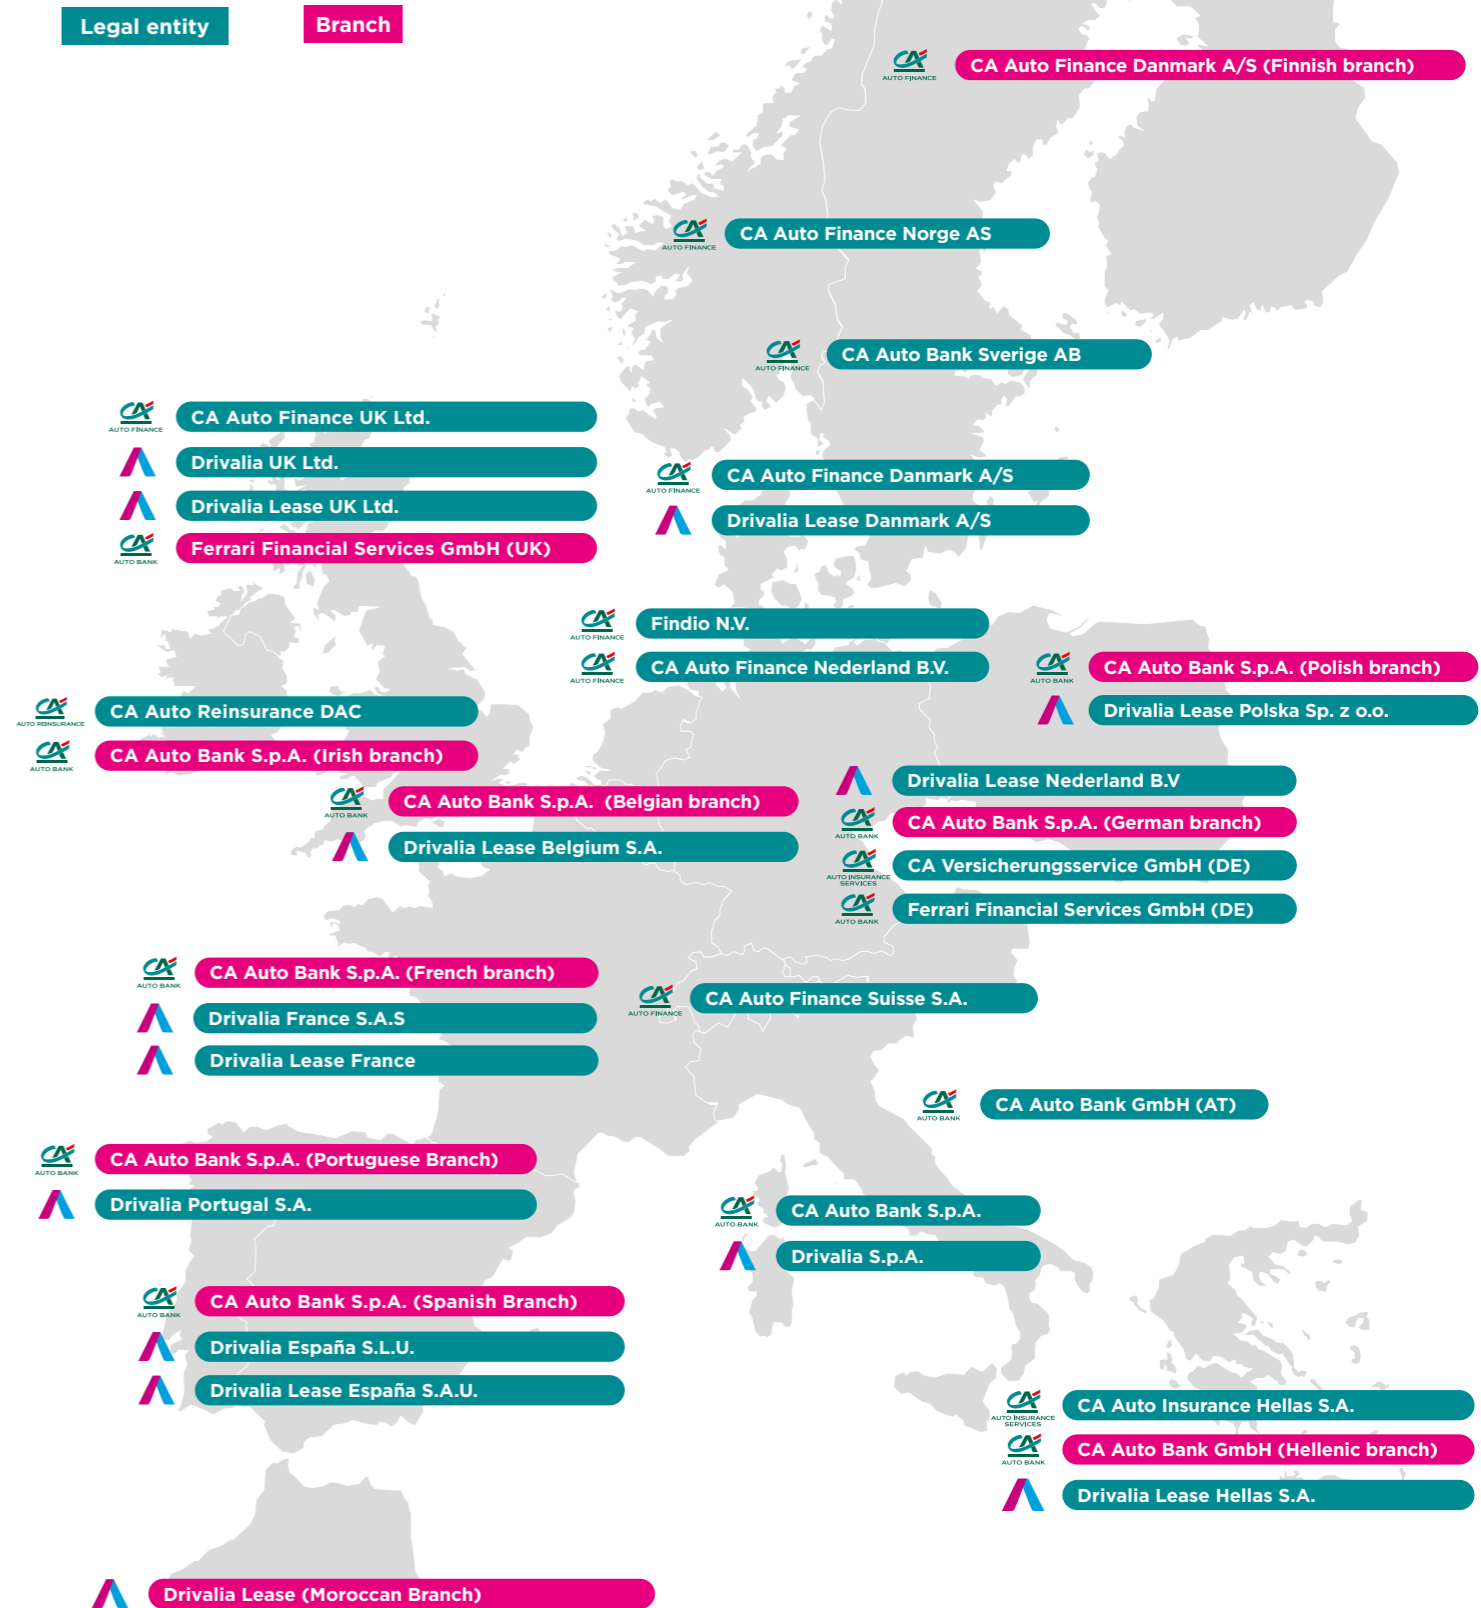 Legal entity
Branch
AUTO FINANCE
CA Auto Finance Danmark A/S (Finnish branch)
AUTO FINANCE
CA Auto Finance Norge AS
AUTO FINANCE
CA Auto Bank Sverige AB
AUTO FINANCE
CA Auto Finance UK Ltd.
Drivalia UK Ltd.
Drivalia Lease UK Ltd.
AUTO BANK
Ferrari Financial Services GmbH (UK)
AUTO FINANCE
CA Auto Finance Danmark A/S
Drivalia Lease Danmark A/S
AUTO FINANCE
Findio N.V.
AUTO FINANCE
CA Auto Finance Nederland B.V.
AUTO BANK
CA Auto Bank S.p.A. (Polish branch)
Drivalia Lease Polska Sp. z o.o.
AUTO REINSURANCE
CA Auto Reinsurance DAC
AUTO BANK
CA Auto Bank S.p.A. (Irish branch)
AUTO BANK
CA Auto Bank S.p.A. (Belgian branch)
Drivalia Lease Belgium S.A.
Drivalia Lease Nederland B.V
AUTO BANK
CA Auto Bank S.p.A. (German branch)
AUTO INSURANCE
SERVICES
CA Versicherungsservice GmbH (DE)
AUTO BANK
Ferrari Financial Services GmbH (DE)
AUTO BANK
CA Auto Bank S.p.A. (French branch)
Drivalia France S.A.S
Drivalia Lease France
AUTO FINANCE
CA Auto Finance Suisse S.A.
AUTO BANK
CA Auto Bank GmbH (AT)
AUTO BANK
CA Auto Bank S.p.A. (Portuguese Branch)
Drivalia Portugal S.A.
AUTO BANK
CA Auto Bank S.p.A.
Drivalia S.p.A.
AUTO BANK
CA Auto Bank S.p.A. (Spanish Branch)
Drivalia España S.L.U.
Drivalia Lease España S.A.U.
AUTO INSURANCE
SERVICES
CA Auto Insurance Hellas S.A.
AUTO BANK
CA Auto Bank GmbH (Hellenic branch)
Drivalia Lease Hellas S.A.
Drivalia Lease (Moroccan Branch)